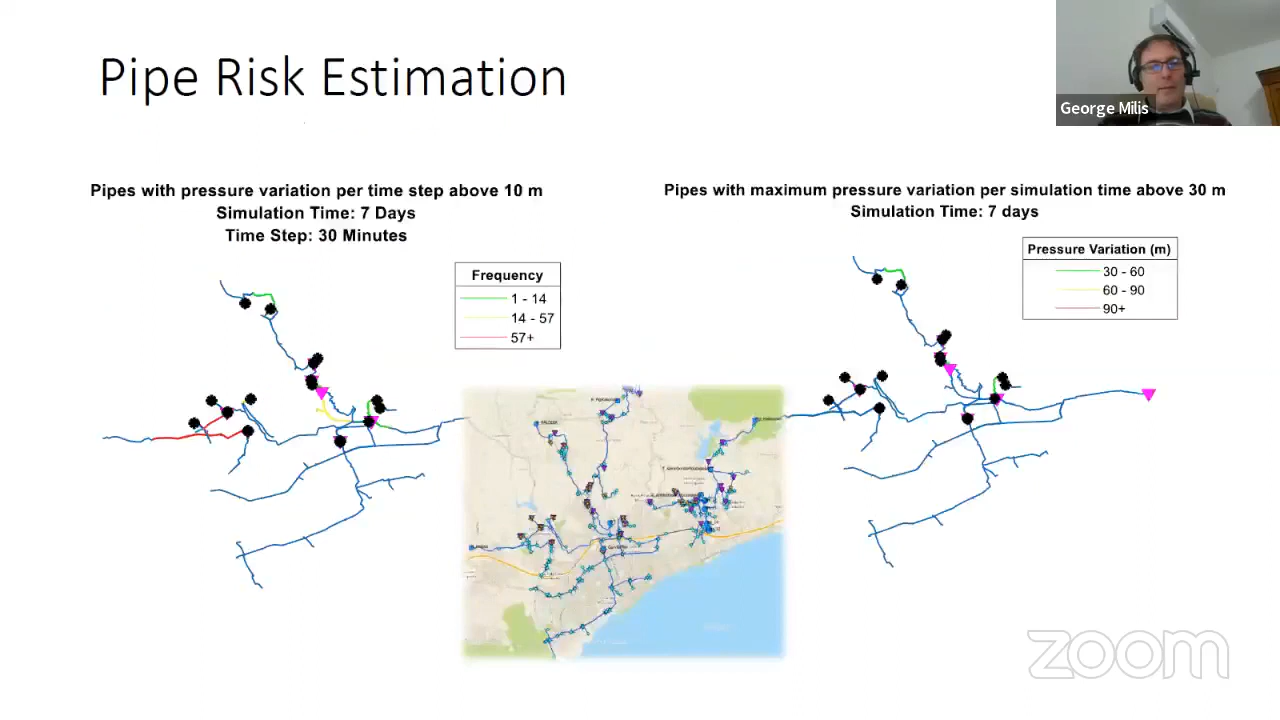 Pipe Risk Estimation
George Milis
Pipes with pressure variation per time step above 10 m
Simulation Time: 7 Days
Time Step: 30 Minutes
Frequency
1 - 14
14 - 57
57+
Pipes with maximum pressure variation per simulation time above 30 m
Simulation Time: 7 days
Pressure Variation (m)
30 - 60
60 - 90
90+
zoom